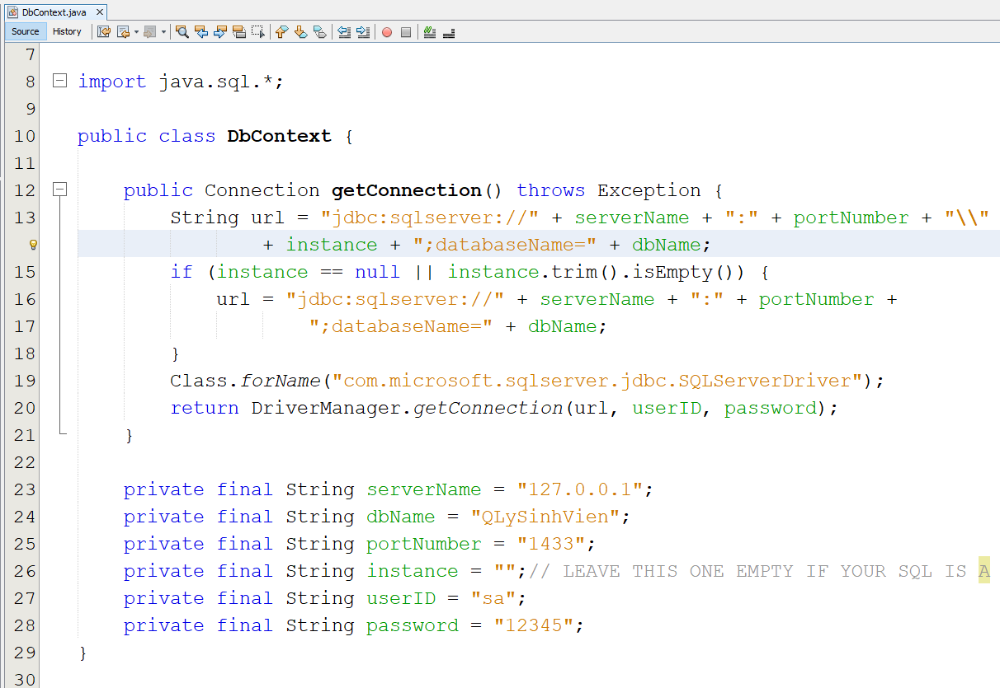 DbContext.java
Source History
7
8 import java.sql.*;
9
10 public class DbContext {
11
12 public Connection getConnection() throws Exception {
13 String url = "jdbc:sqlserver://" + serverName + ":" + portNumber + "\\"
+ instance + ";databaseName=" + dbName;
15 if (instance == null || instance.trim().isEmpty()) {
16 url = "jdbc:sqlserver://" + serverName + ":" + portNumber +
17 ";databaseName=" + dbName;
18 }
19 Class.forName("com.microsoft.sqlserver.jdbc.SQLServerDriver");
20 return DriverManager.getConnection(url, userID, password);
21 }
22
23 private final String serverName = "127.0.0.1";
24 private final String dbName = "QLySinhVien";
25 private final String portNumber = "1433";
26 private final String instance = "";// LEAVE THIS ONE EMPTY IF YOUR SQL IS A
27 private final String userID = "sa";
28 private final String password = "12345";
29 }
30